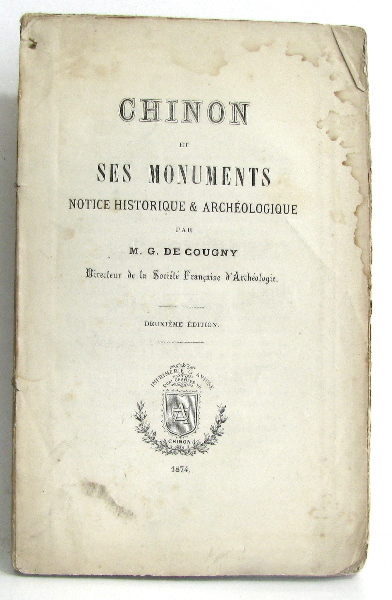 CHINON
ET
SES MONUMENTS
NOTICE HISTORIQUE & ARCHÉOLOGIQUE
PAR
M. G. DE COUGNY
Directeur de la Société Française d'Archéologie.
DEUXIÈME ÉDITION.
IMPRIMERIE
CHINON
1874.